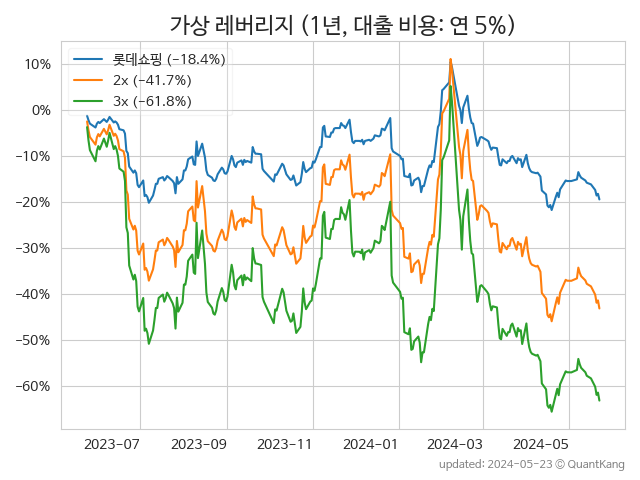 가상 레버리지 (1년, 대출 비용: 연 5%)
롯데쇼핑 (−18.4%)
2x (−41.7%)
3x (−61.8%)
10%
0%
−10%
−20%
−30%
−40%
−50%
−60%
2023-07 2023-09 2023-11 2024-01 2024-03 2024-05
updated: 2024-05-23 ⓒ QuantKang